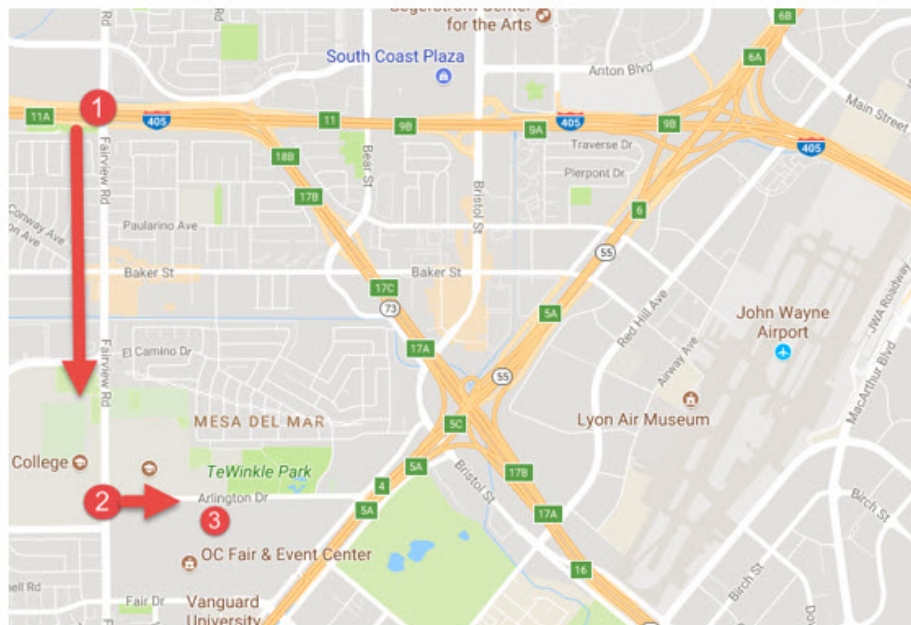 Rd
for the Arts
6B
South Coast Plaza
6A
Anton Blvd
Main Street
11A
1
405
11
9B
9A
405
9B
405
Traverse Dr
Fairview Rd
18B
Bear St
Pierpont Dr
17B
Bristol St
6
Conway Ave
on Ave
Paularino Ave
55
Baker St
Baker St
17C
73
5A
Red Hill Ave
John Wayne
Airport
JWA Roadway
17A
El Camino Dr
Fairview Rd
55
Airway Ave
MacArthur Blvd
MESA DEL MAR
5C
Lyon Air Museum
College
TeWinkle Park
5A
Bristol St
17B
2
Arlington Dr
4
5A
3
17A
Birch St
OC Fair & Event Center
16
Birch St
nell Rd
Fair Dr
Vanguard
University